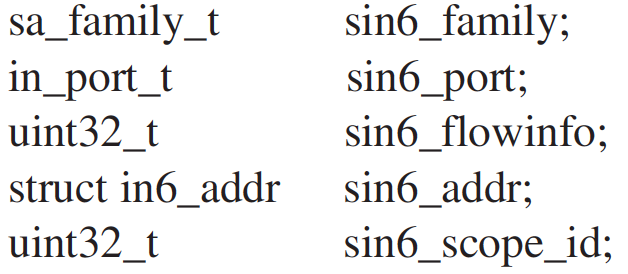 sa_family_t sin6_family;
in_port_t sin6_port;
uint32_t sin6_flowinfo;
struct in6_addr sin6_addr;
uint32_t sin6_scope_id;